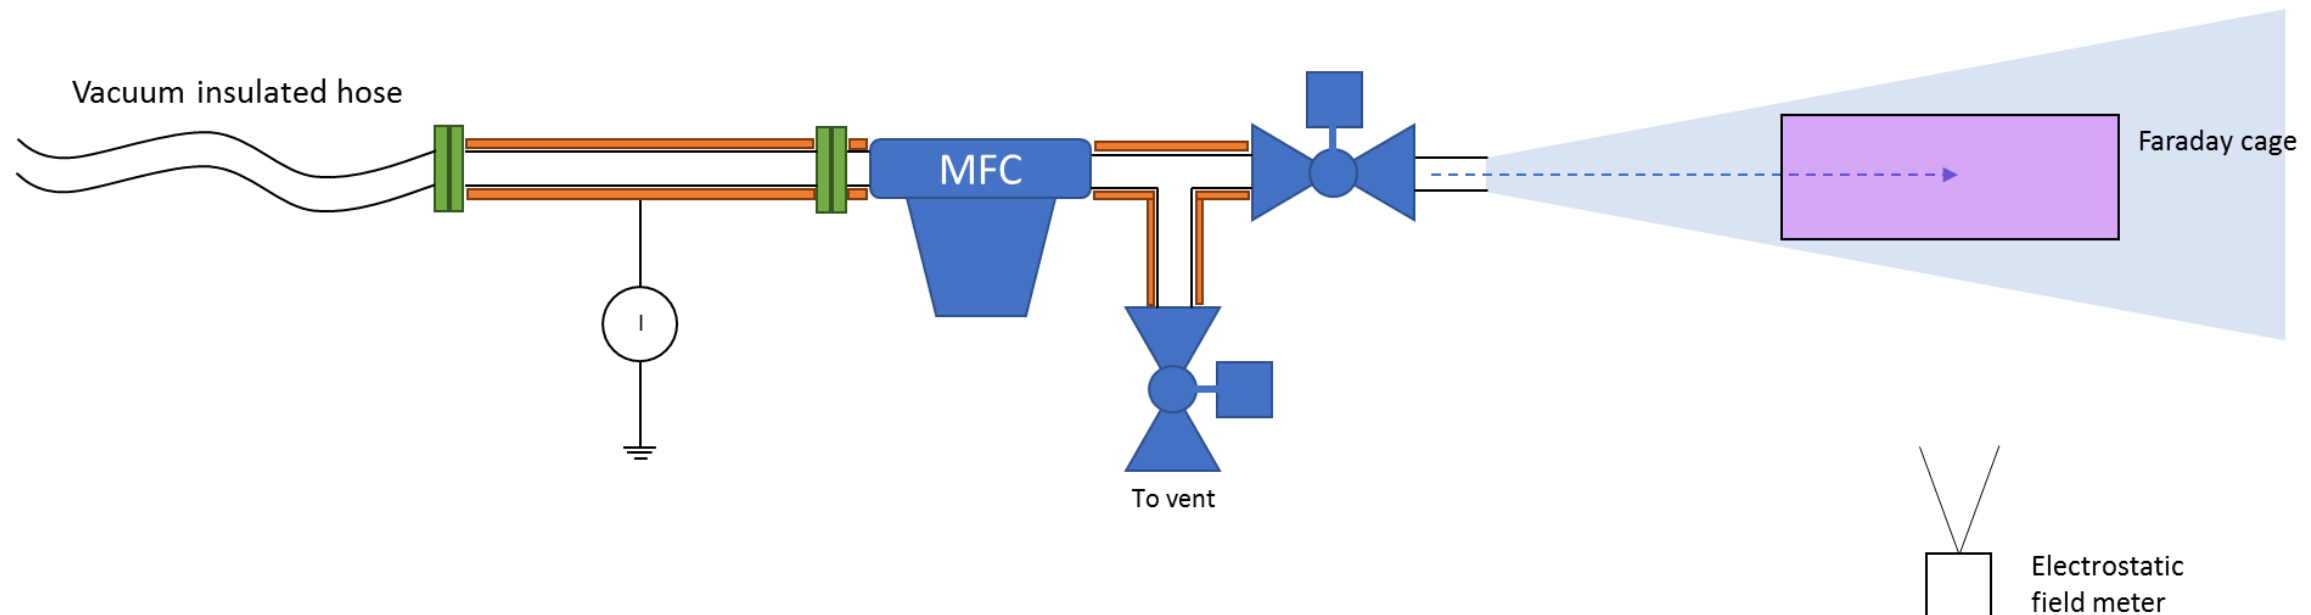 Vacuum insulated hose
MFC
Faraday cage
I
To vent
Electrostatic
field meter